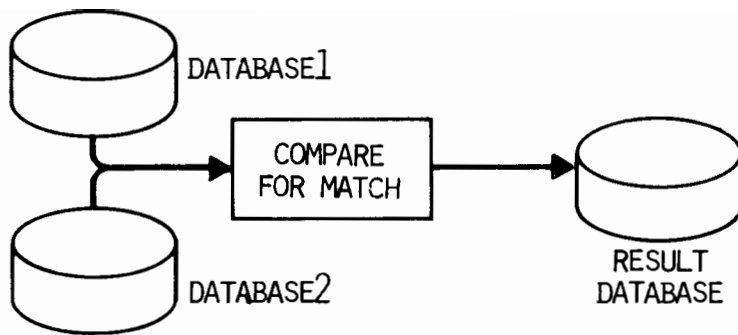 DATABASE1
COMPARE
FOR MATCH
RESULT
DATABASE
DATABASE2